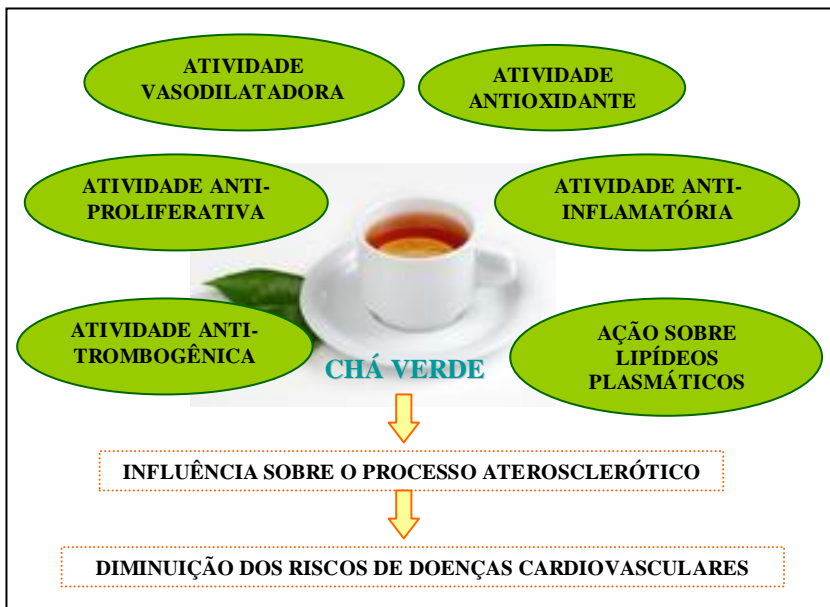 ATIVIDADE
VASODILATADORA
ATIVIDADE
ANTIOXIDANTE
ATIVIDADE ANTI-
PROLIFERATIVA
ATIVIDADE ANTI-
INFLAMATÓRIA
ATIVIDADE ANTI-
TROMBOGÊNICA
AÇÃO SOBRE
LIPÍDEOS
PLASMÁTICOS
CHÁ VERDE
INFLUÊNCIA SOBRE O PROCESSO ATEROSCLERÓTICO
DIMINUIÇÃO DOS RISCOS DE DOENÇAS CARDIOVASCULARES